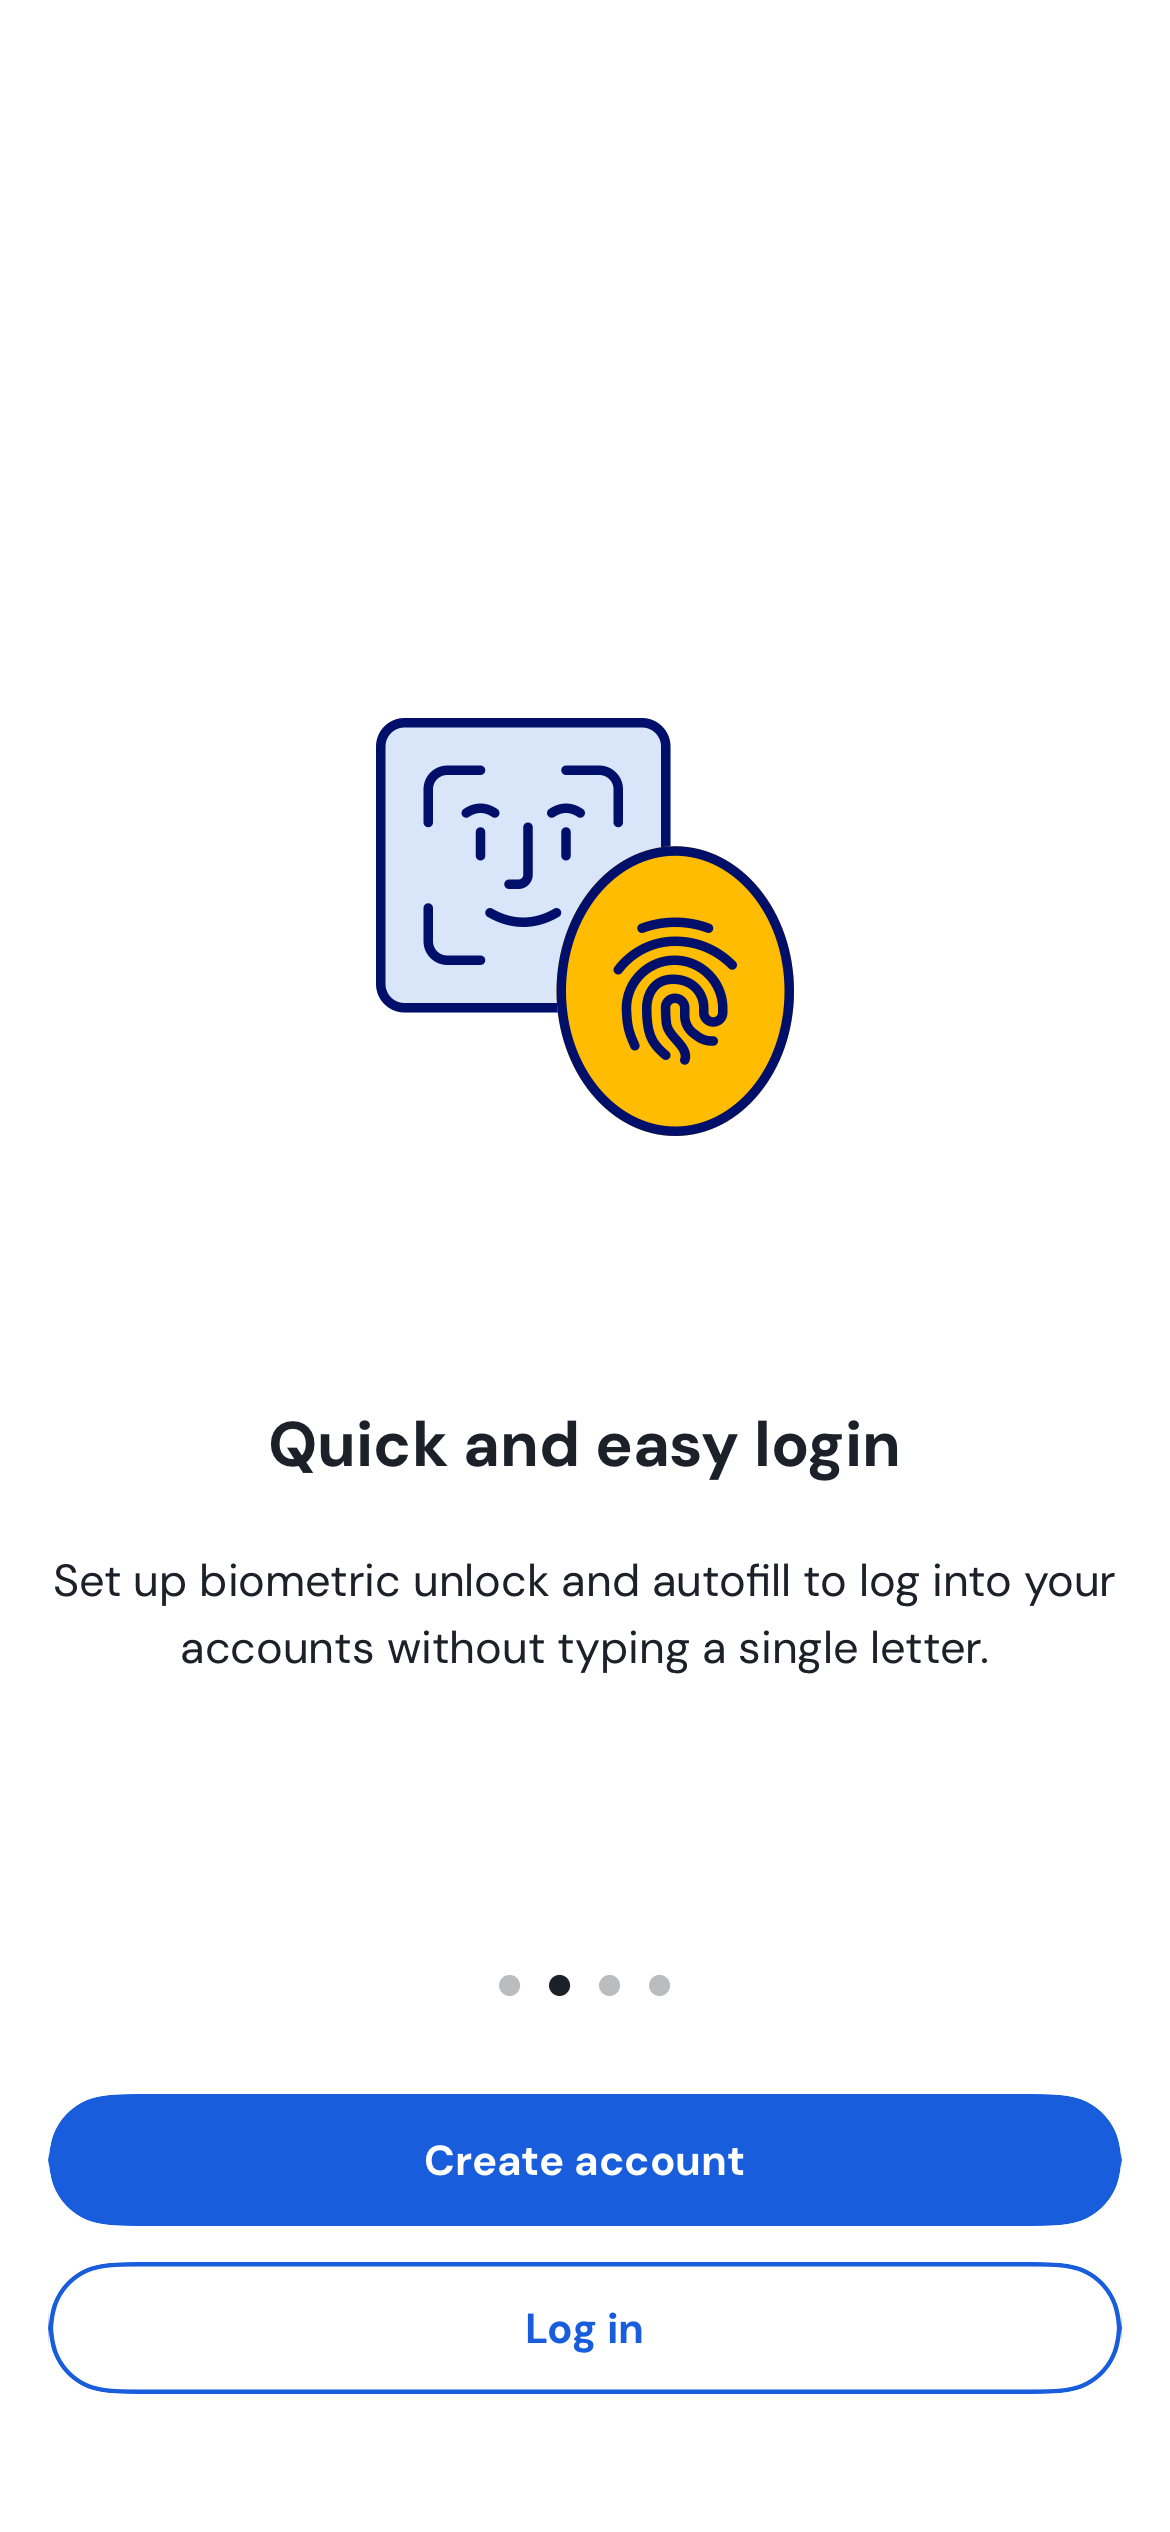 Quick and easy login
Set up biometric unlock and autofill to log into your
accounts without typing a single letter.
Create account
Log in